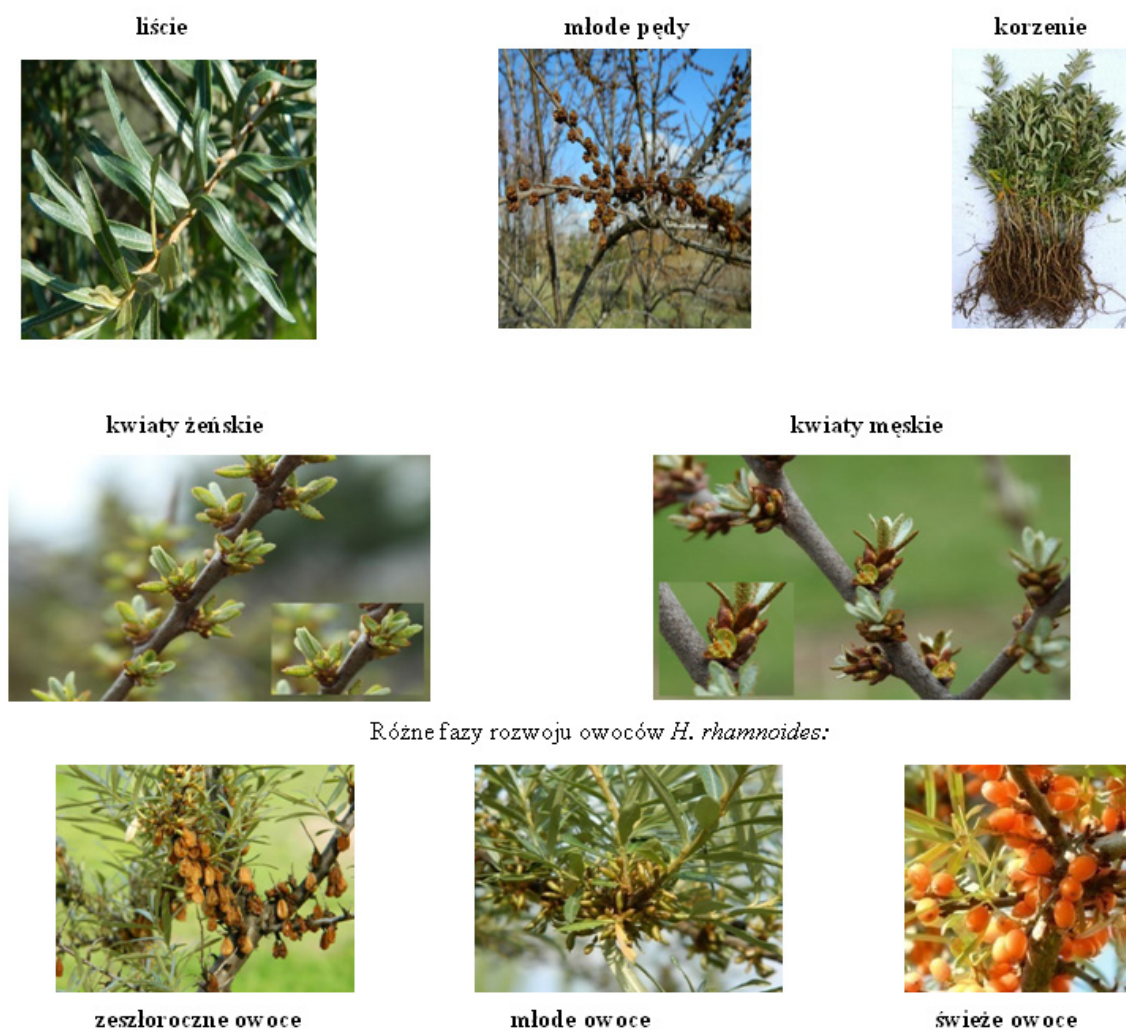 liście
młode pędy
korzenie
kwiaty żeńskie
kwiaty męskie
Różne fazy rozwoju owoców H. rhamnoides:
zeszłoroczne owoce
młode owoce
świeże owoce